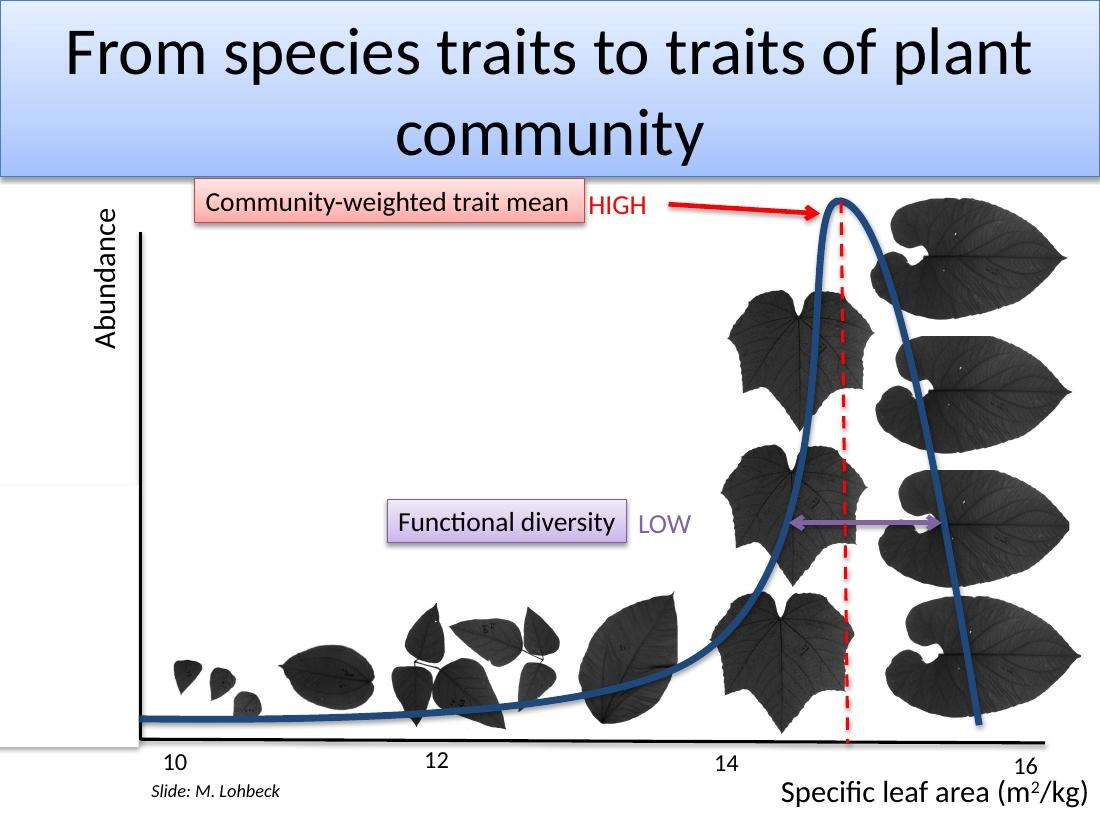 From species traits to traits of plant
community
Community-weighted trait mean HIGH
Abundance
Functional diversity LOW
10 12 14 16
Slide: M. Lohbeck
Specific leaf area (m²/kg)